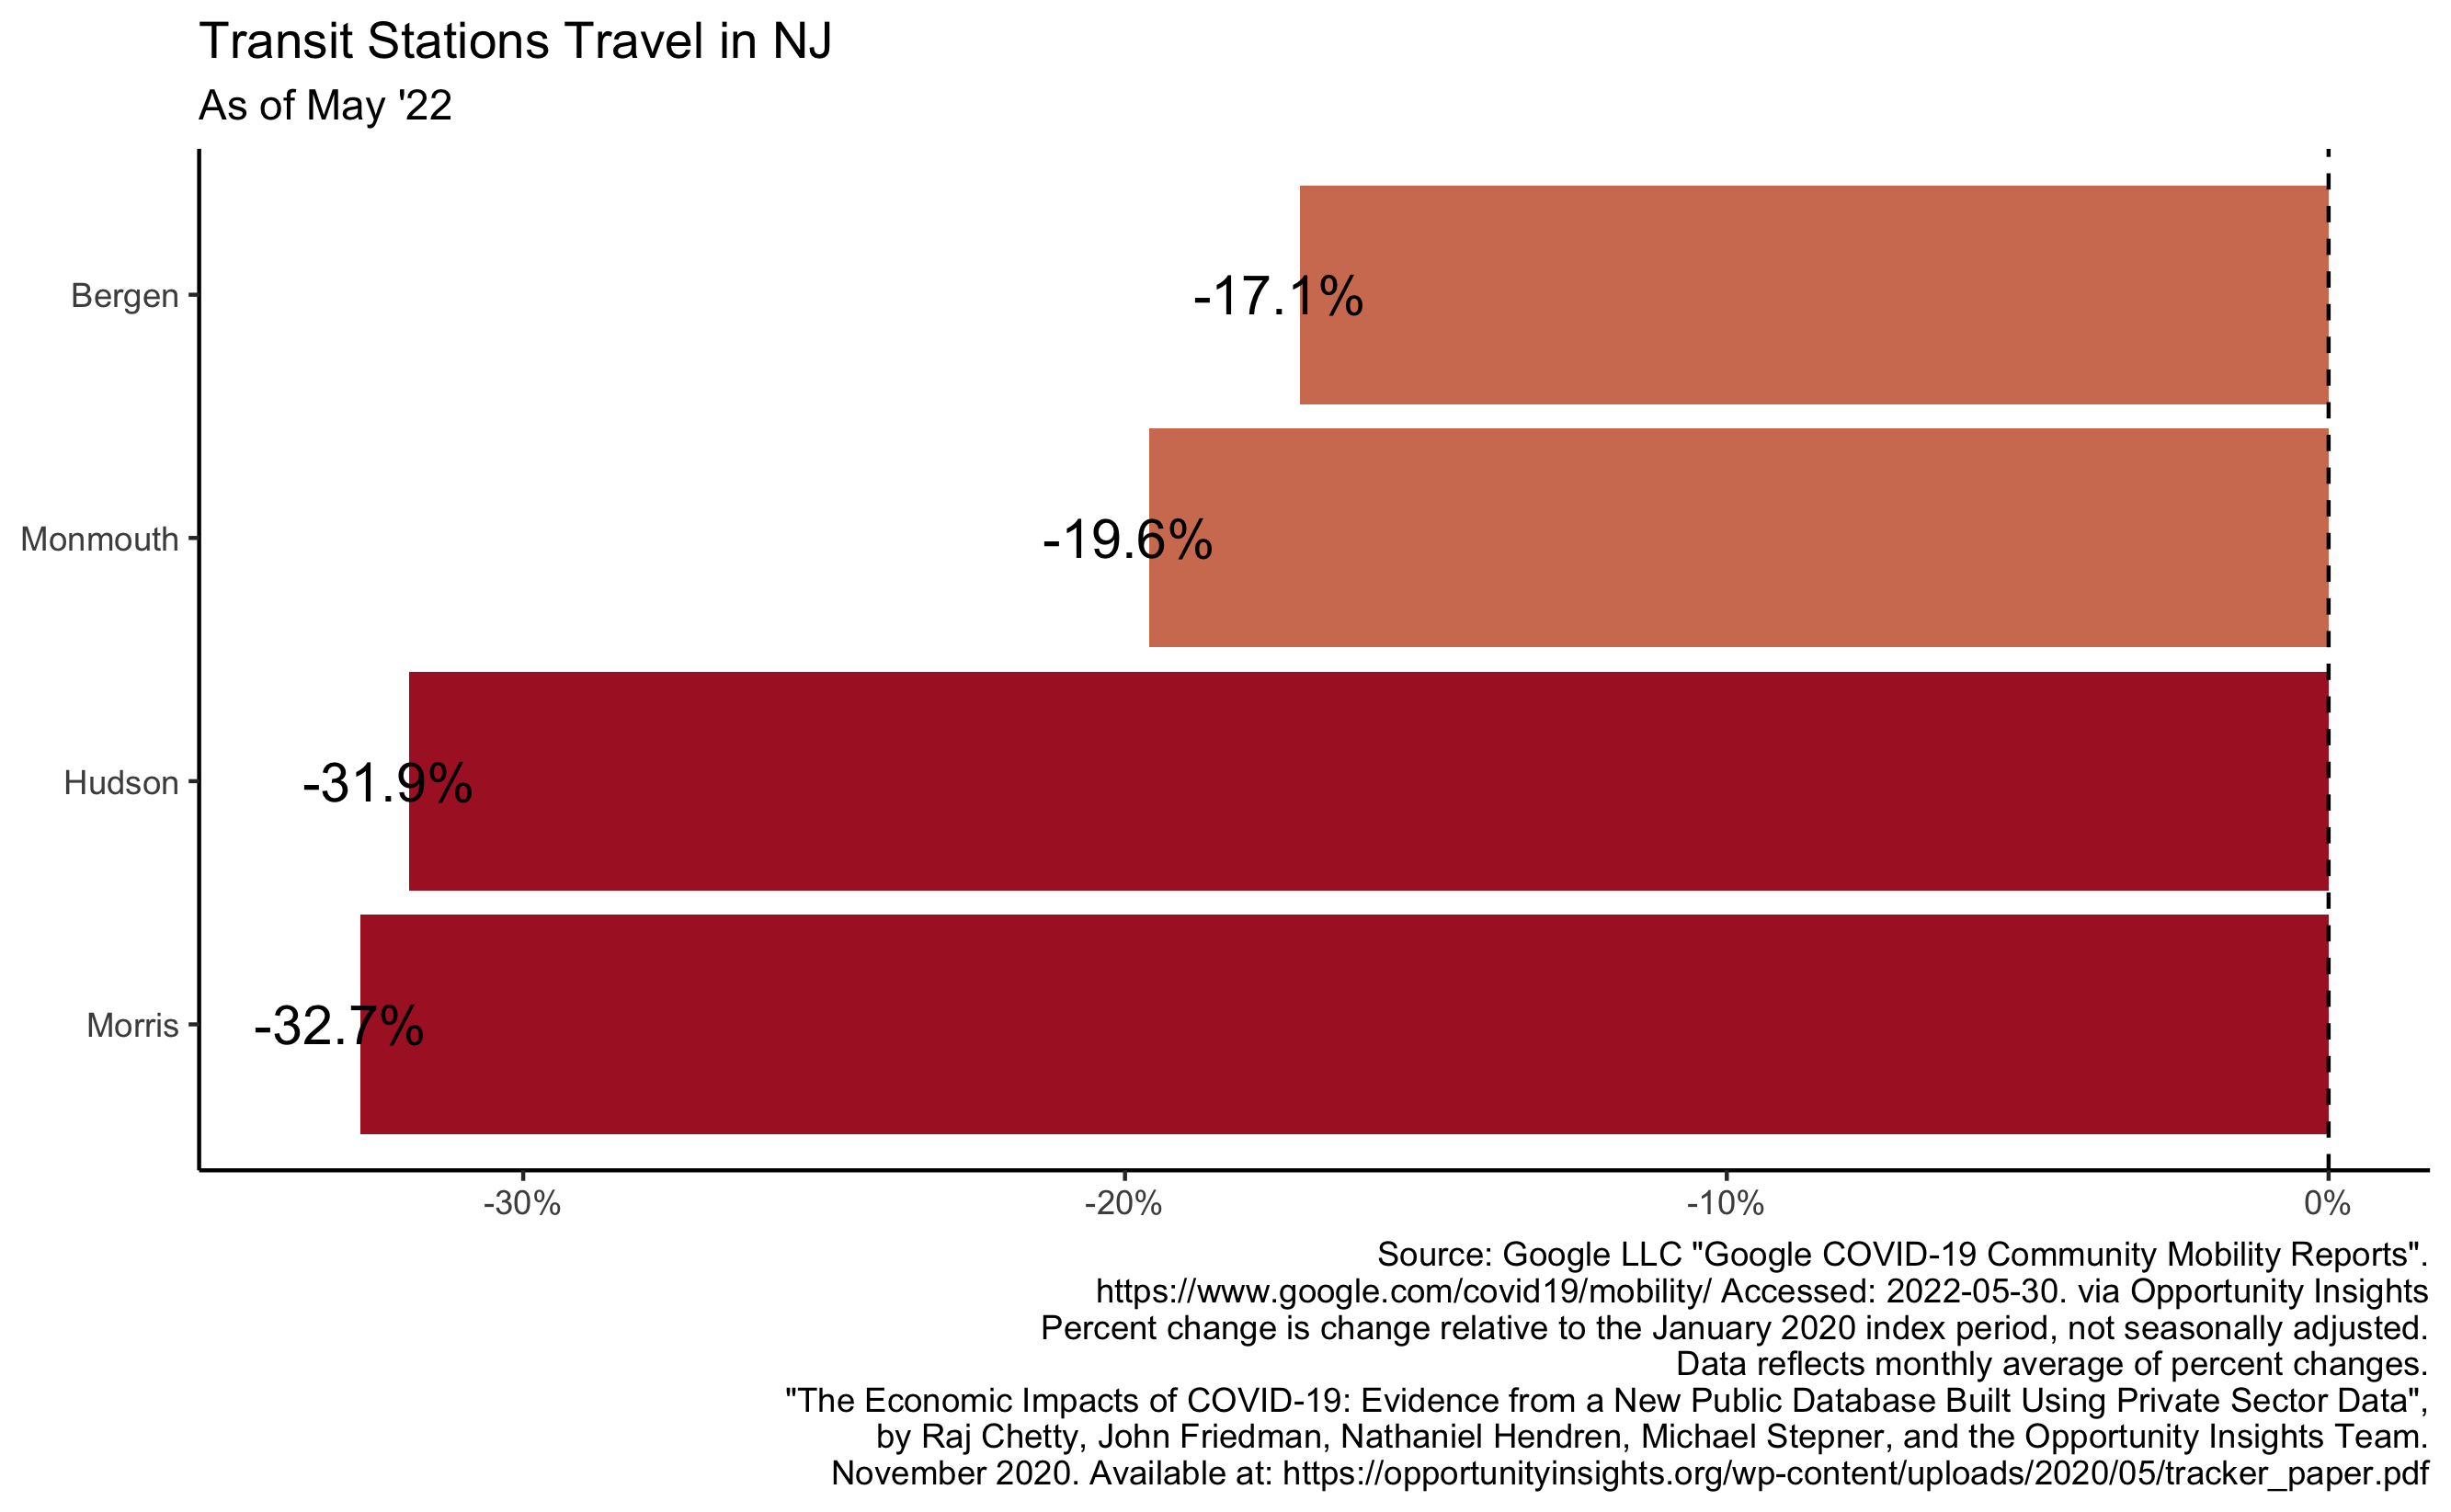 Transit Stations Travel in NJ
As of May '22
Bergen
-17.1%
Monmouth
-19.6%
Hudson
-31.9%
Morris
-32.7%
-30% -20% -10% 0%
Source: Google LLC "Google COVID-19 Community Mobility Reports".
https://www.google.com/covid19/mobility/ Accessed: 2022-05-30. via Opportunity Insights
Percent change is change relative to the January 2020 index period, not seasonally adjusted.
Data reflects monthly average of percent changes.
"The Economic Impacts of COVID-19: Evidence from a New Public Database Built Using Private Sector Data",
by Raj Chetty, John Friedman, Nathaniel Hendren, Michael Stepner, and the Opportunity Insights Team.
November 2020. Available at: https://opportunityinsights.org/wp-content/uploads/2020/05/tracker_paper.pdf